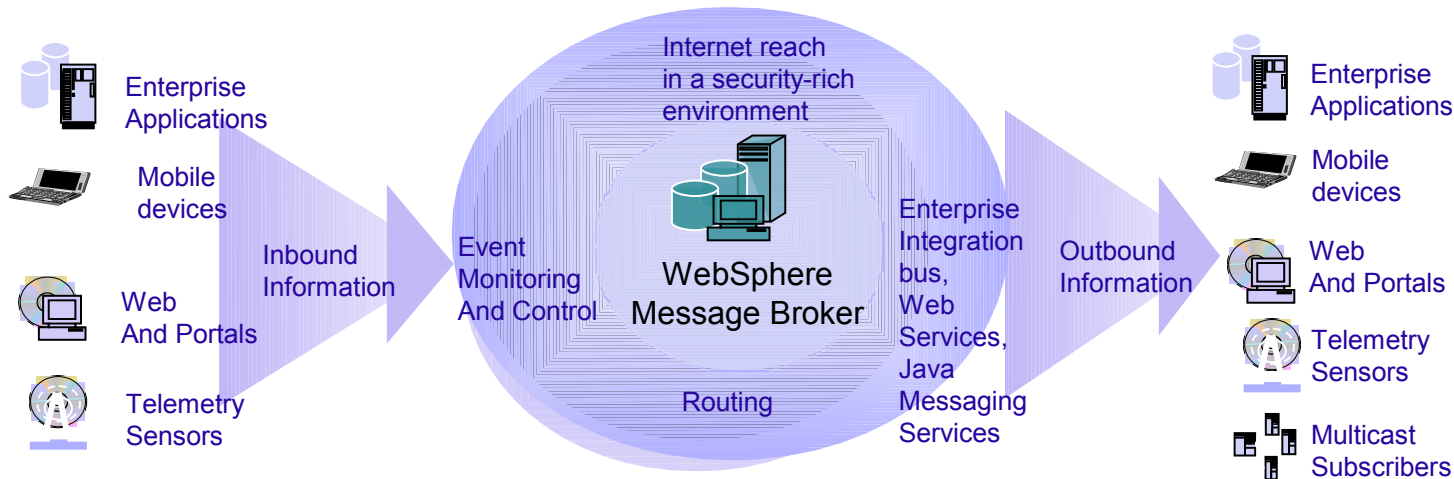 Enterprise
Applications
Mobile
devices
Web
And Portals
Telemetry
Sensors
Inbound
Information
Event
Monitoring
And Control
Internet reach
in a security-rich
environment
WebSphere
Message Broker
Routing
Enterprise
Integration
bus,
Web
Services,
Java
Messaging
Services
Outbound
Information
Enterprise
Applications
Mobile
devices
Web
And Portals
Telemetry
Sensors
Multicast
Subscribers